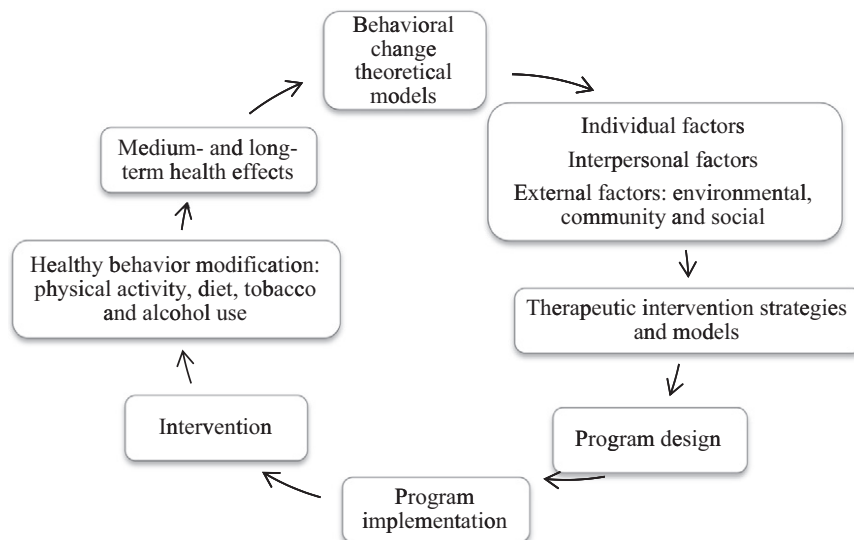 Behavioral
change
theoretical
models
Individual factors
Interpersonal factors
External factors: environmental,
community and social
Therapeutic intervention strategies
and models
Program design
Program
implementation
Intervention
Healthy behavior modification:
physical activity, diet, tobacco
and alcohol use
Medium- and long-
term health effects